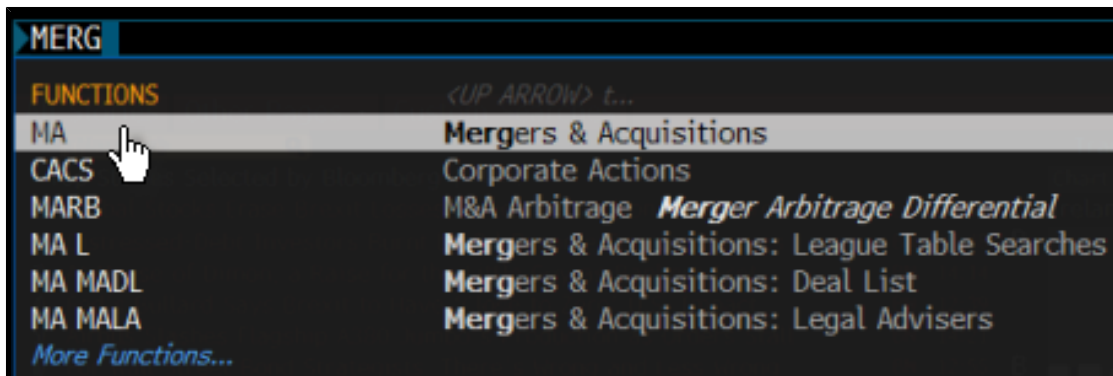 MERG
FUNCTIONS <UP ARROW> t...
MA Mergers & Acquisitions
CACS Corporate Actions
MARB M&A Arbitrage Merger Arbitrage Differential
MA L Mergers & Acquisitions: League Table Searches
MA MADL Mergers & Acquisitions: Deal List
MA MALA Mergers & Acquisitions: Legal Advisers
More Functions...